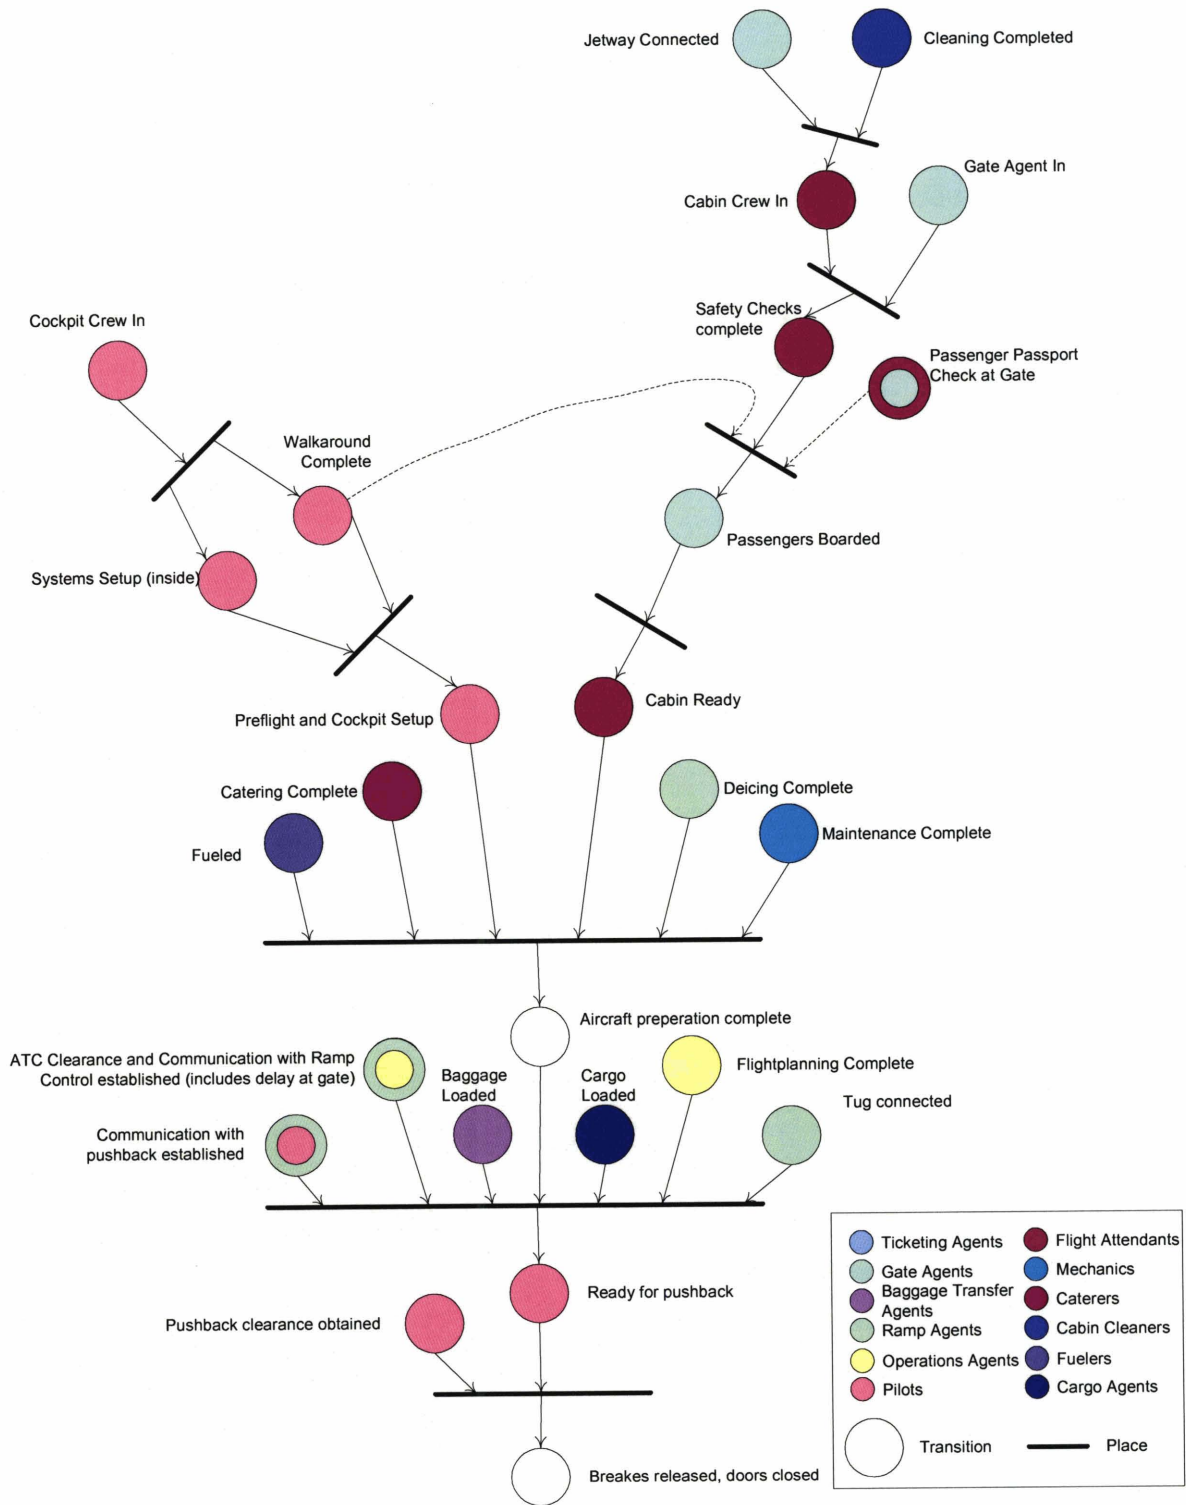 Jetway Connected
Cleaning Completed
Gate Agent In
Cabin Crew In
Safety Checks
complete
Cockpit Crew In
Passenger Passport
Check at Gate
Walkaround
Complete
Passengers Boarded
Systems Setup (inside)
Cabin Ready
Preflight and Cockpit Setup
Catering Complete
Deicing Complete
Maintenance Complete
Fueled
Aircraft preperation complete
ATC Clearance and Communication with Ramp
Control established (includes delay at gate)
Baggage
Loaded
Cargo
Loaded
Flightplanning Complete
Tug connected
Communication with
pushback established
Ready for pushback
Pushback clearance obtained
Breakes released, doors closed
Ticketing Agents
Gate Agents
Baggage Transfer
Agents
Ramp Agents
Operations Agents
Pilots
Flight Attendants
Mechanics
Caterers
Cabin Cleaners
Fuelers
Cargo Agents
Transition
Place